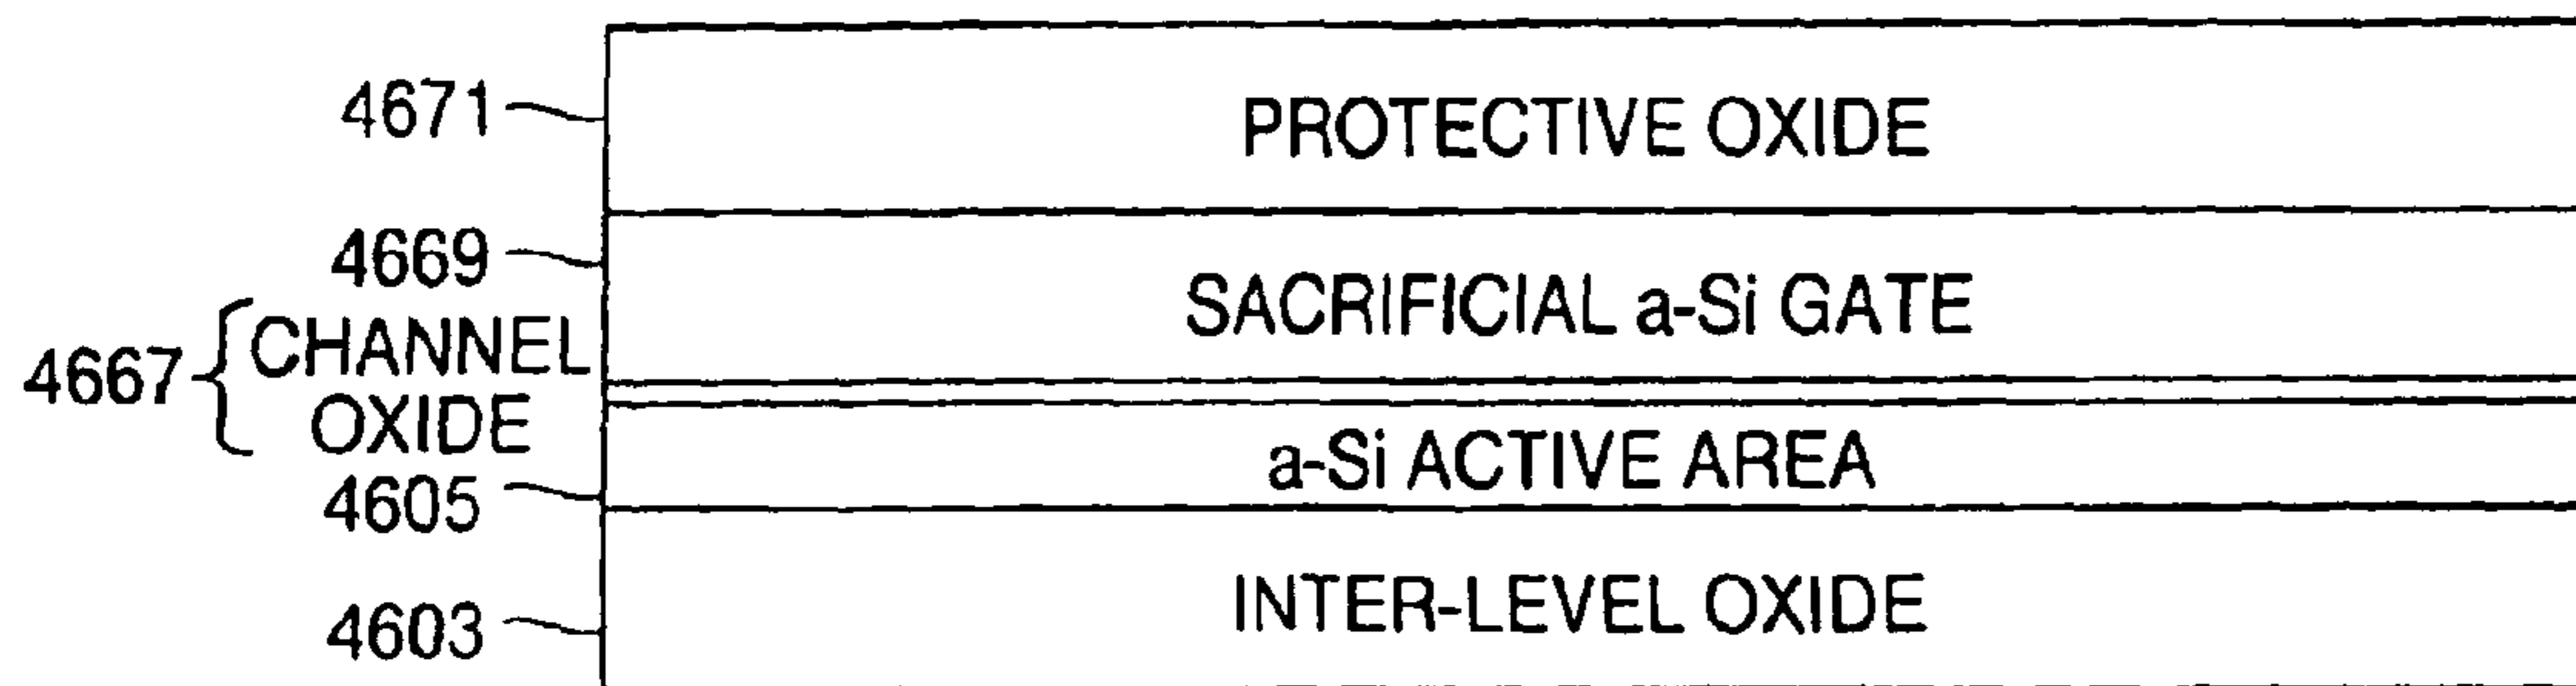 4671
PROTECTIVE OXIDE
4669
SACRIFICIAL a-Si GATE
4667
CHANNEL
OXIDE
a-Si ACTIVE AREA
4605
INTER-LEVEL OXIDE
4603